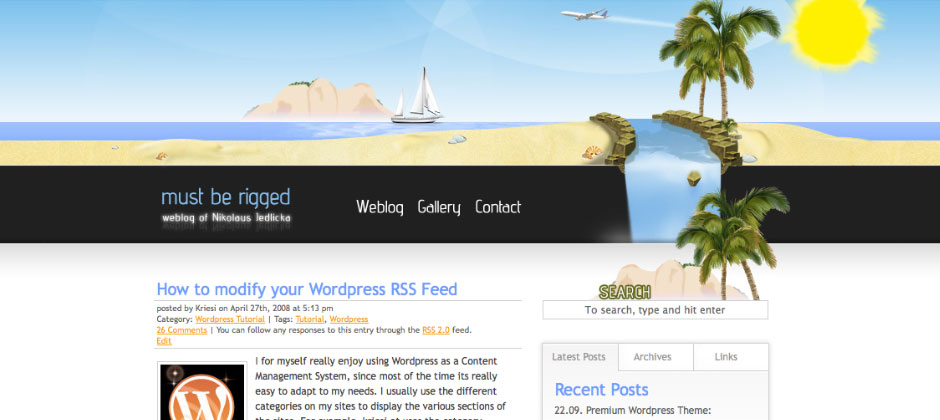 must be rigged
weblog of Nikolaus Jedlicka
Weblog Gallery Contact
How to modify your Wordpress RSS Feed
posted by Kriesi on April 27th, 2008 at 5:13 pm
Category: Wordpress Tutorial | Tags: Tutorial, Wordpress
26 Comments | You can follow any responses to this entry through the RSS 2.0 feed.
Edit
I for myself really enjoy using Wordpress as a Content
Management System, since most of the time its really
easy to adapt to my needs. I usually use the different
categories on my sites to display the various sections of
SEARCH
To search, type and hit enter
Latest Posts Archives Links
Recent Posts
22.09. Premium Wordpress Theme: